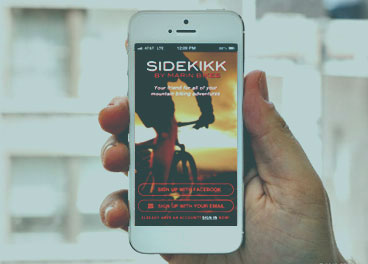 AT&T LTE 12:00 PM
SIDEKIKK
BY MARIN BIKES
Your friend for all of your
mountain biking adventures
SIGN UP WITH FACEBOOK
SIGN UP WITH YOUR EMAIL
ALREADY HAVE AN ACCOUNT? SIGN IN NOW